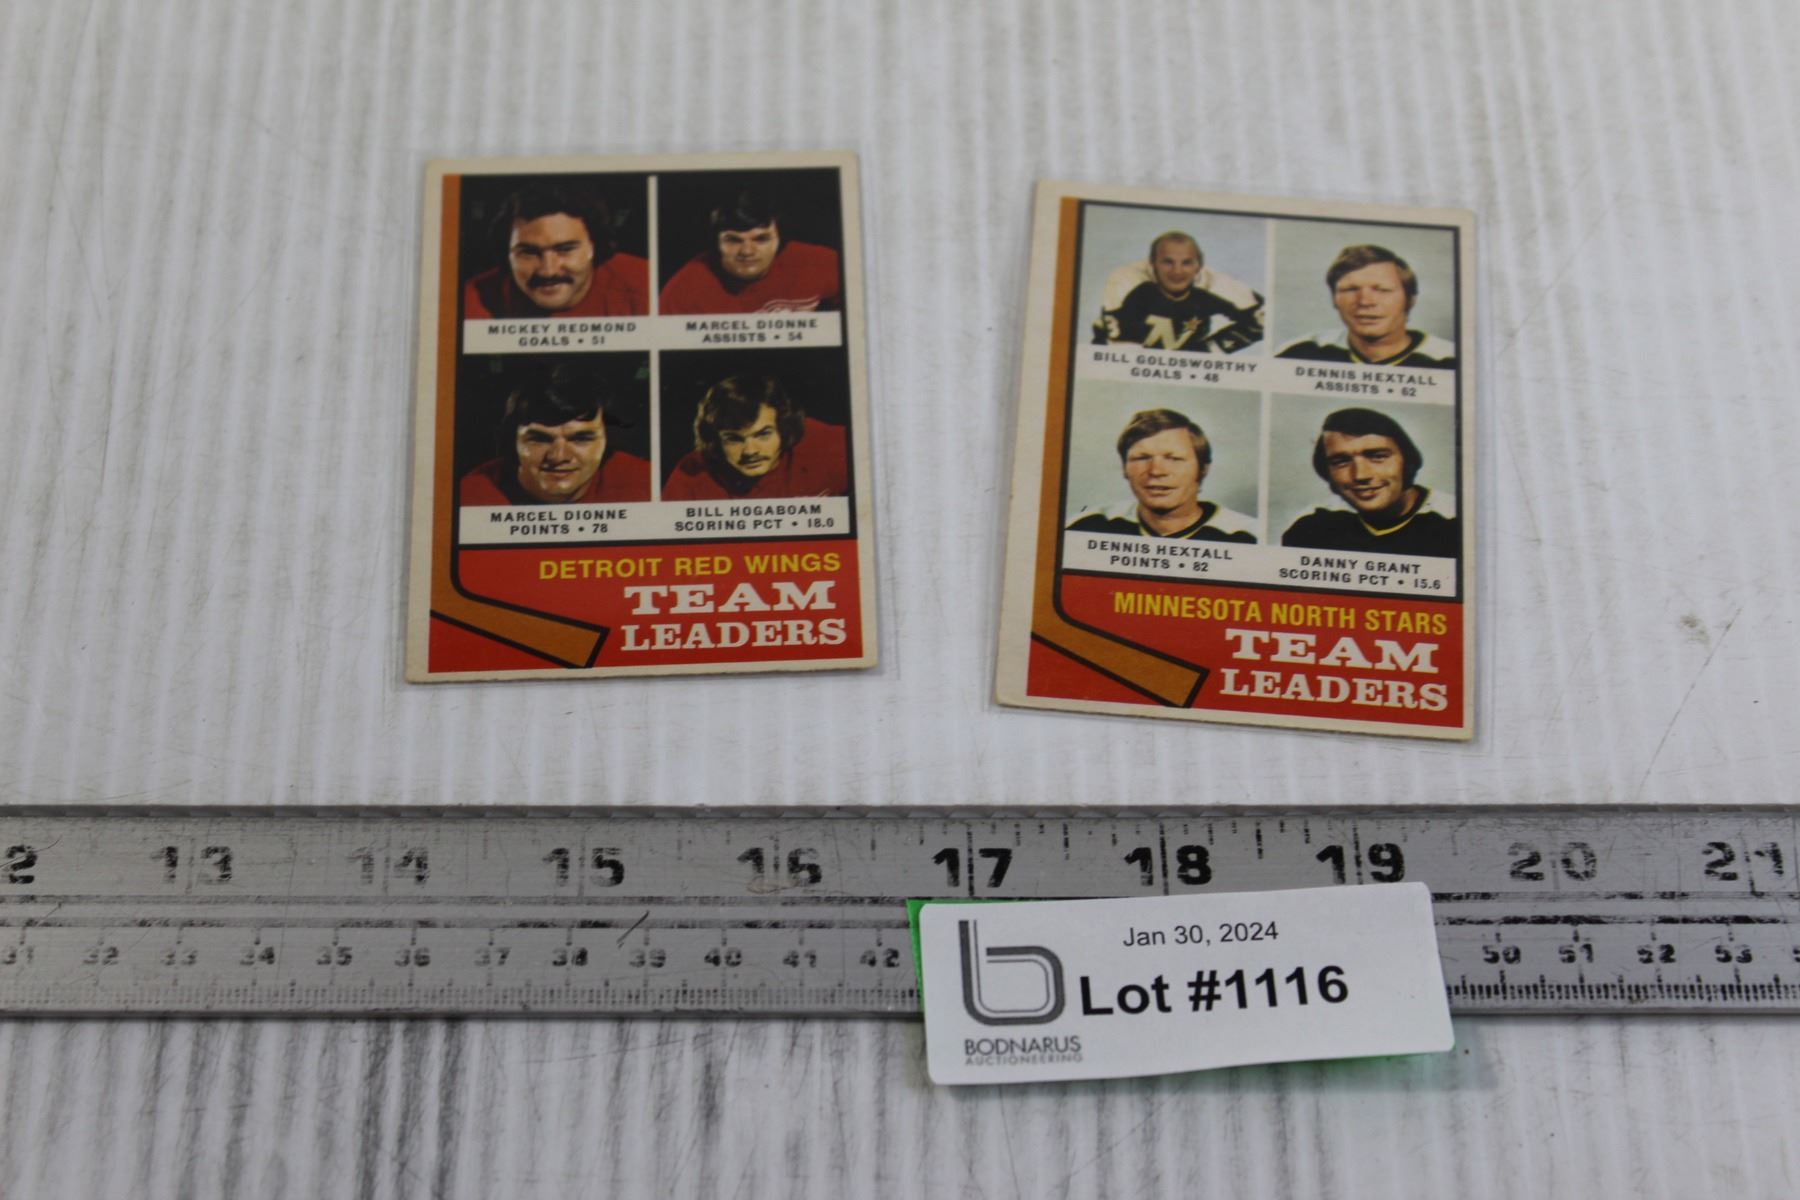 MICKEY REDMOND
GOALS • 51
MARCEL DIONNE
ASSISTS • 54
MARCEL DIONNE
POINTS • 78
BILL HOGABOAM
SCORING PCT • 18.0
DETROIT RED WINGS
TEAM
LEADERS
BILL GOLDSWORTHY
GOALS • 48
DENNIS HEXTALL
ASSISTS • 62
DENNIS HEXTALL
POINTS • 82
DANNY GRANT
SCORING PCT • 15.6
MINNESOTA NORTH STARS
TEAM
LEADERS
2 13 14 15 16 17 18 19 20 21
31 32 33 34 35 36 37 38 39 40 41 42 50 51 52 53
Jan 30, 2024
Lot #1116
BODNARUS
AUCTIONEERING